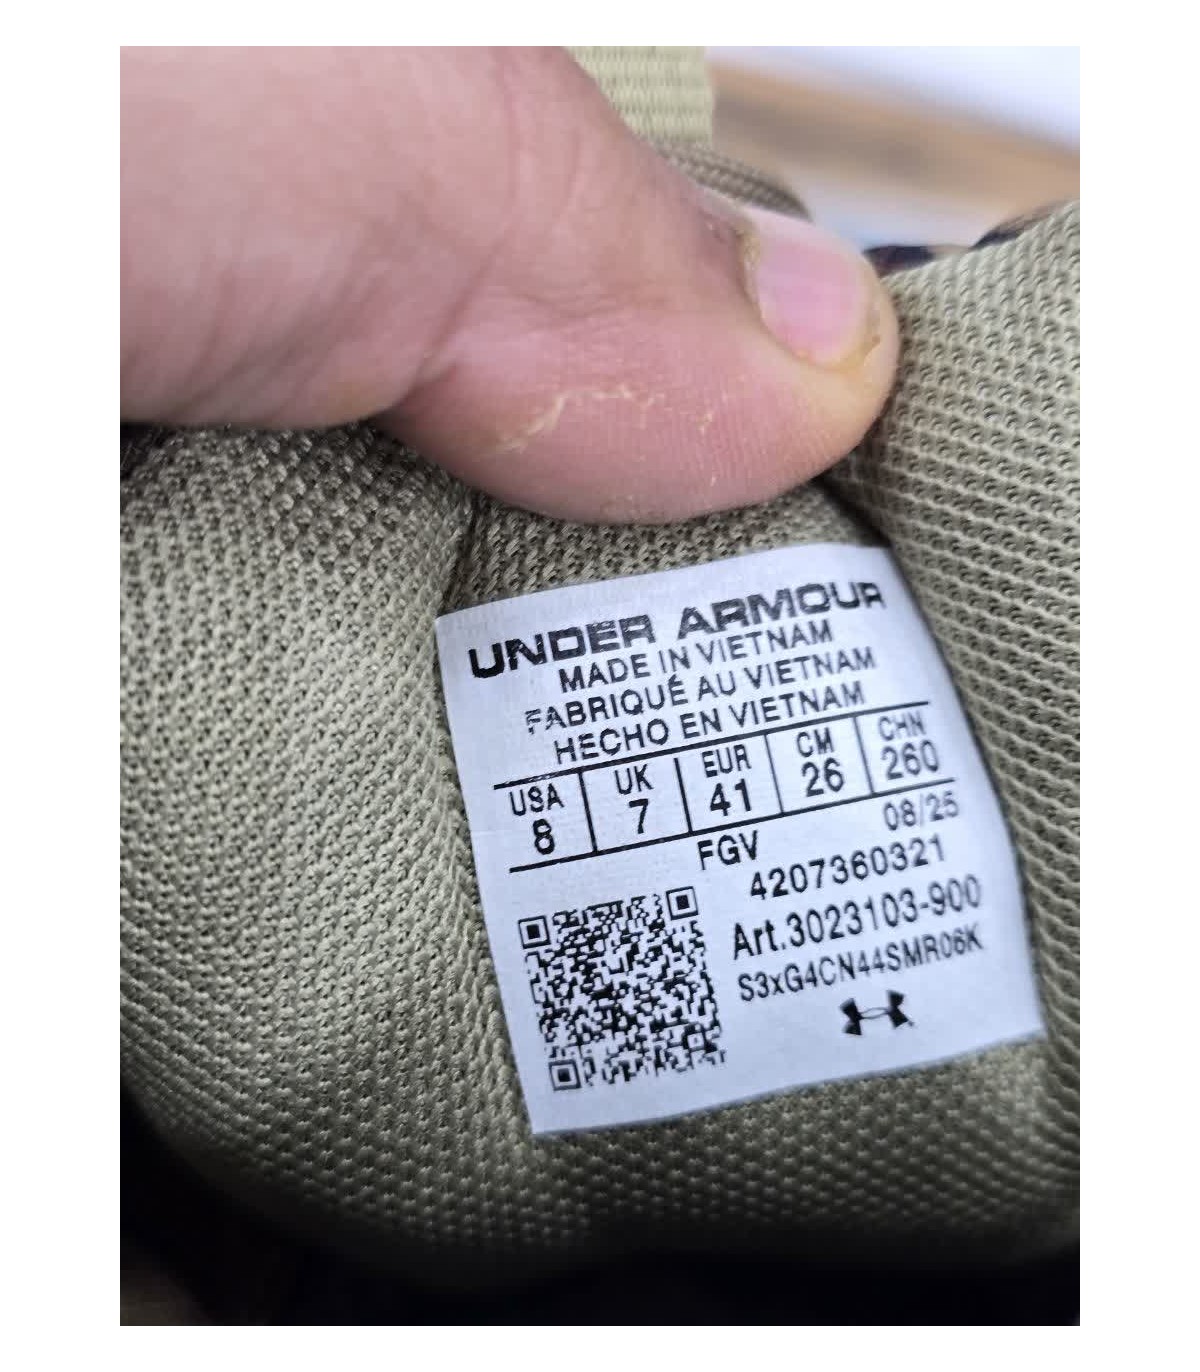 UNDER ARMOUR
MADE IN VIETNAM
FABRIQUÉ AU VIETNAM
HECHO EN VIETNAM
USA UK EUR CM CHN
8 7 41 26 260
FGV 08/25
4207360321
Art.3023103-900
S3xG4CN44SMR06K